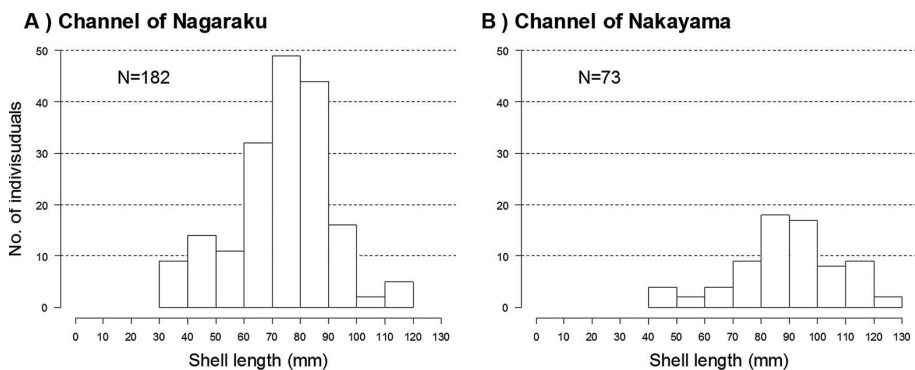 A ) Channel of Nagaraku
B ) Channel of Nakayama
No. of indivisuduals
50
40
30
20
10
0
N=182
0 10 20 30 40 50 60 70 80 90 100 110 120 130
Shell length (mm)
50
40
30
20
10
0
N=73
0 10 20 30 40 50 60 70 80 90 100 110 120 130
Shell length (mm)